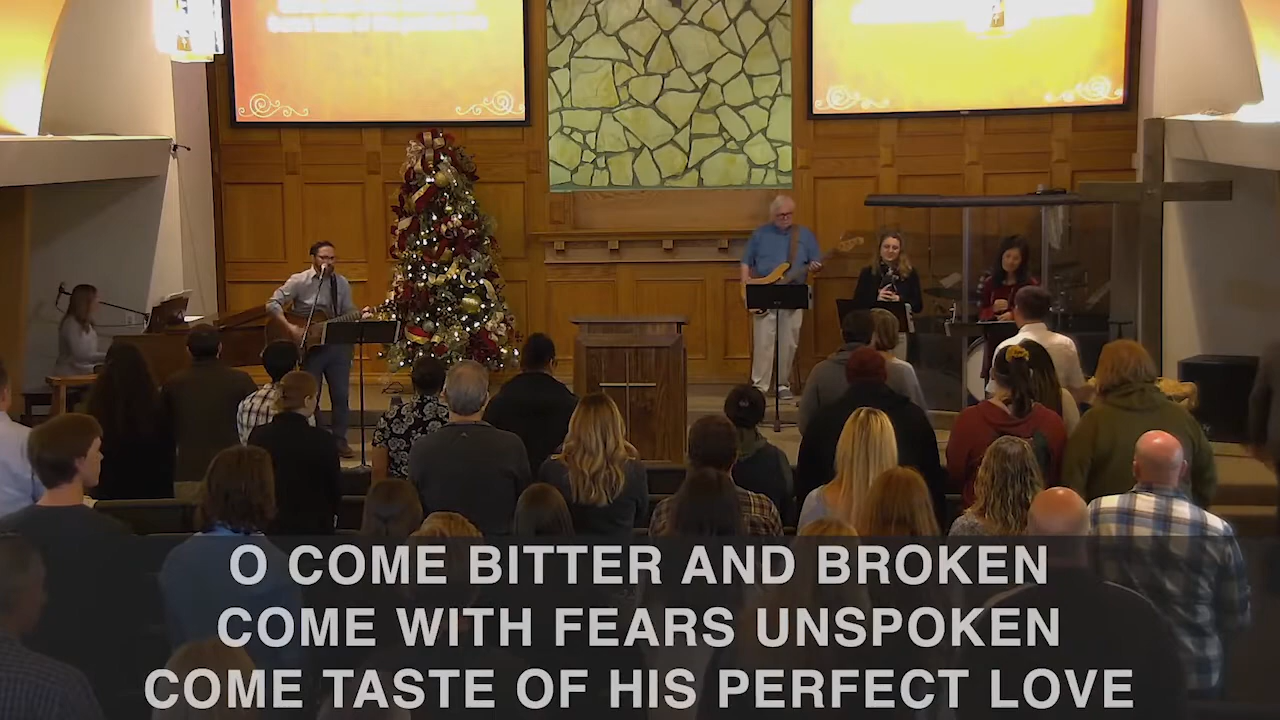 O COME BITTER AND BROKEN
COME WITH FEARS UNSPOKEN
COME TASTE OF HIS PERFECT LOVE